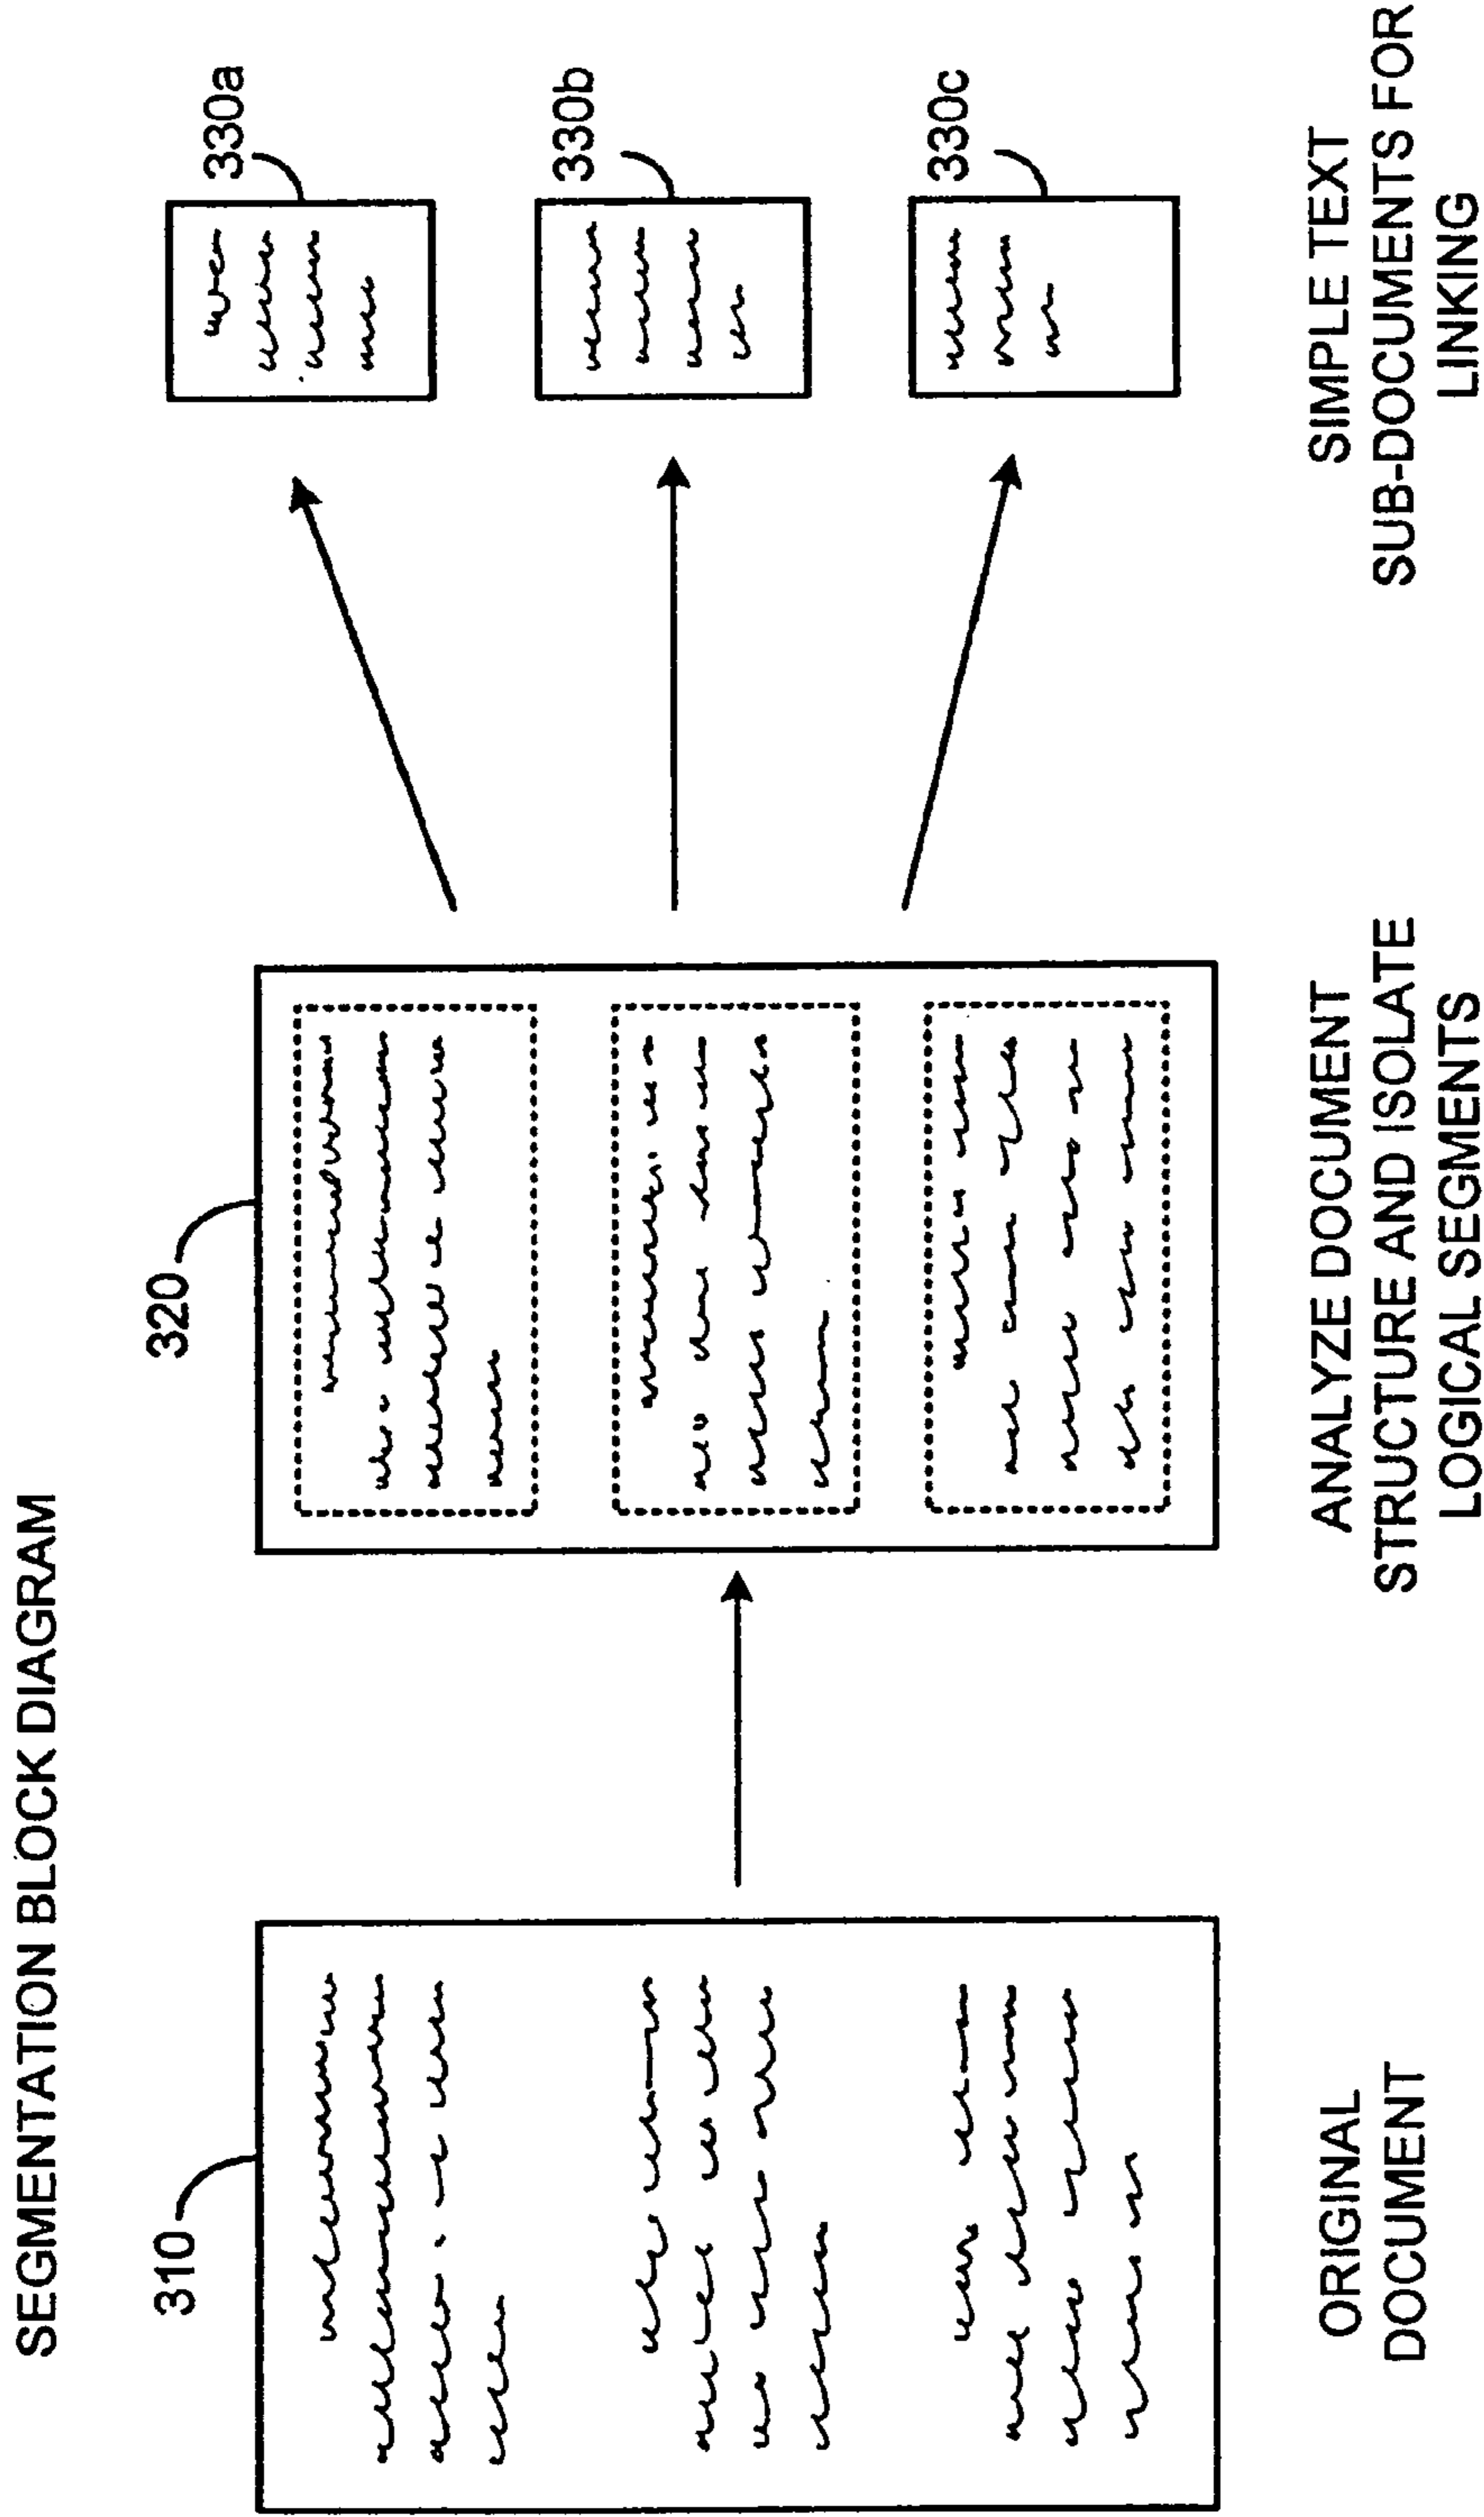 SEGMENTATION BLOCK DIAGRAM
310
320
330a
330b
330c
ORIGINAL
DOCUMENT
ANALYZE DOCUMENT
STRUCTURE AND ISOLATE
LOGICAL SEGMENTS
SIMPLE TEXT
SUB-DOCUMENTS FOR
LINKING